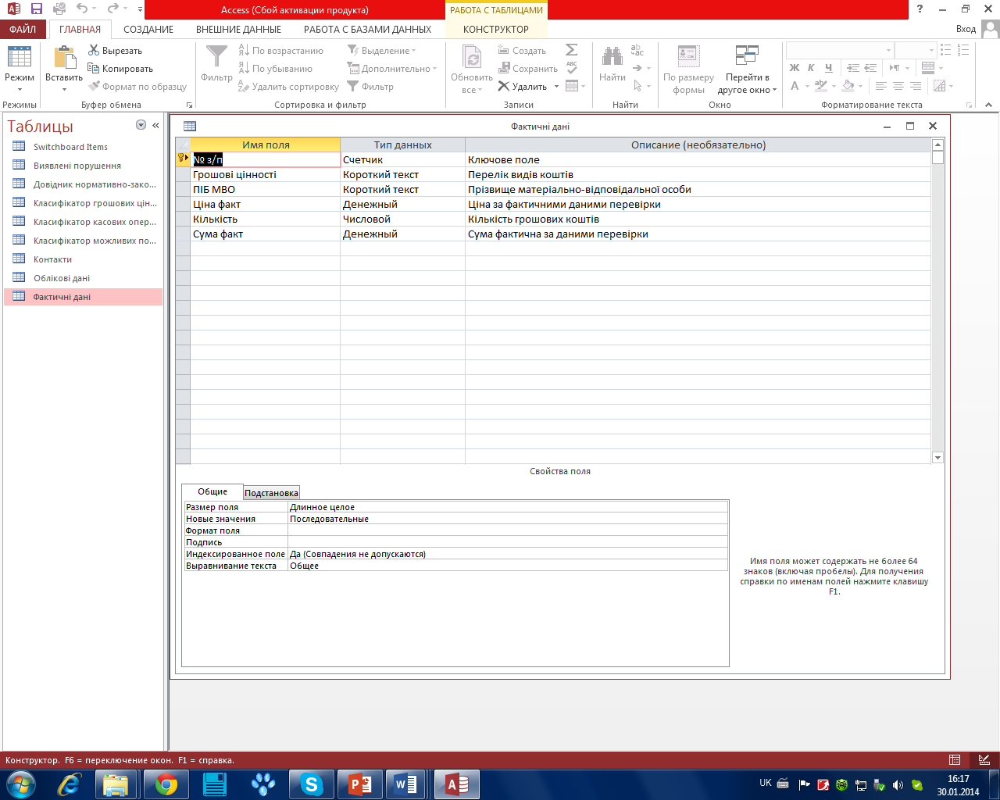 Access (Сбой активации продукта)
РАБОТА С ТАБЛИЦАМИ
?
ФАЙЛ
ГЛАВНАЯ
СОЗДАНИЕ
ВНЕШНИЕ ДАННЫЕ
РАБОТА С БАЗАМИ ДАННЫХ
КОНСТРУКТОР
Вход
Режим
Режимы
Вставить
Вырезать
Копировать
Формат по образцу
Буфер обмена
Фильтр
По возрастанию
По убыванию
Удалить сортировку
Выделение
Дополнительно
Фильтр
Сортировка и фильтр
Обновить
все
Создать
Сохранить
Удалить
Записи
Найти
Найти
По размеру
формы
Перейти в
другое окно
Окно
Ж К Ч
A
Форматирование текста
Таблицы
Switchboard Items
Виявлені порушення
Довідник нормативно-зако...
Класифікатор грошових цін...
Класифікатор касових опер...
Класифікатор можливих по...
Контакти
Облікові дані
Фактичні дані
Фактичні дані
Имя поля Тип данных Описание (необязательно)
№ з/п Счетчик Ключове поле
Грошові цінності Короткий текст Перелік видів коштів
ПІБ МВО Короткий текст Прізвище матеріально-відповідальної особи
Ціна факт Денежный Ціна за фактичними даними перевірки
Кількість Числовой Кількість грошових коштів
Сума факт Денежный Сума фактична за даними перевірки
Свойства поля
Общие Подстановка
Размер поля Длинное целое
Новые значения Последовательные
Формат поля
Подпись
Индексированное поле Да (Совпадения не допускаются)
Выравнивание текста Общее
Имя поля может содержать не более 64
знаков (включая пробелы). Для получения
справки по именам полей нажмите клавишу
F1.
Конструктор. F6 = переключение окон. F1 = справка.
UK
16:17
30.01.2014